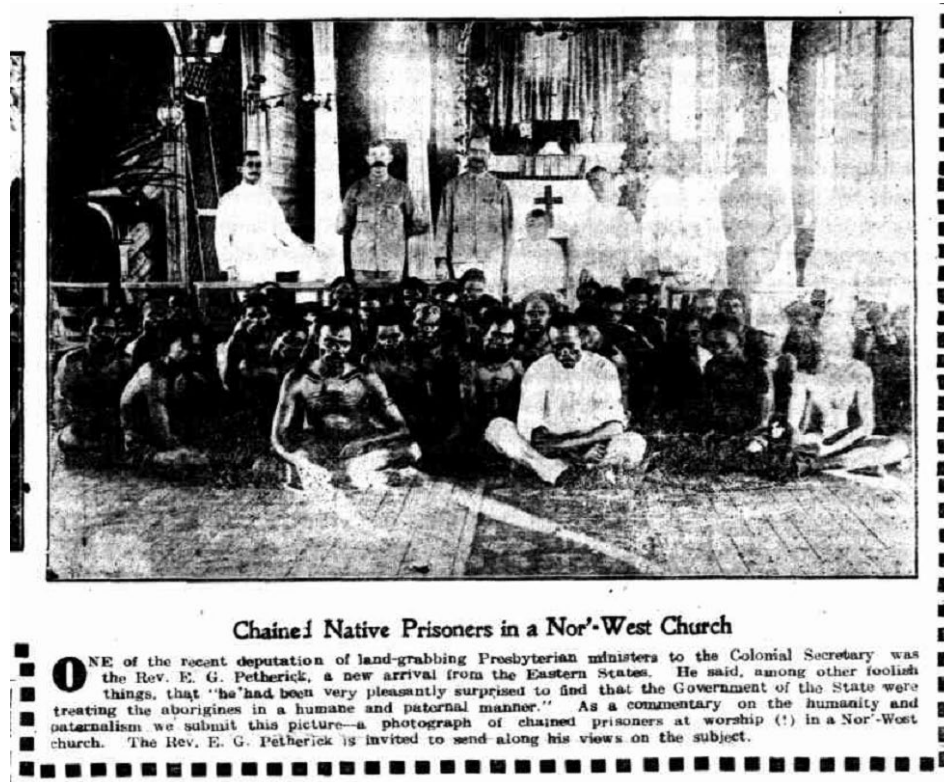 Chained Native Prisoners in a Nor'-West Church
ONE of the recent deputation of land-grabbing Presbyterian ministers to the Colonial Secretary was
the Rev. E. G. Petherick, a new arrival from the Eastern States. He said, among other foolish
things, that "he had been very pleasantly surprised to find that the Government of the State were
treating the aborigines in a humane and paternal manner." As a commentary on the humanity and
paternalism we submit this picture—a photograph of chained prisoners at worship (!) in a Nor'-West
church. The Rev. E. G. Petherick is invited to send along his views on the subject.